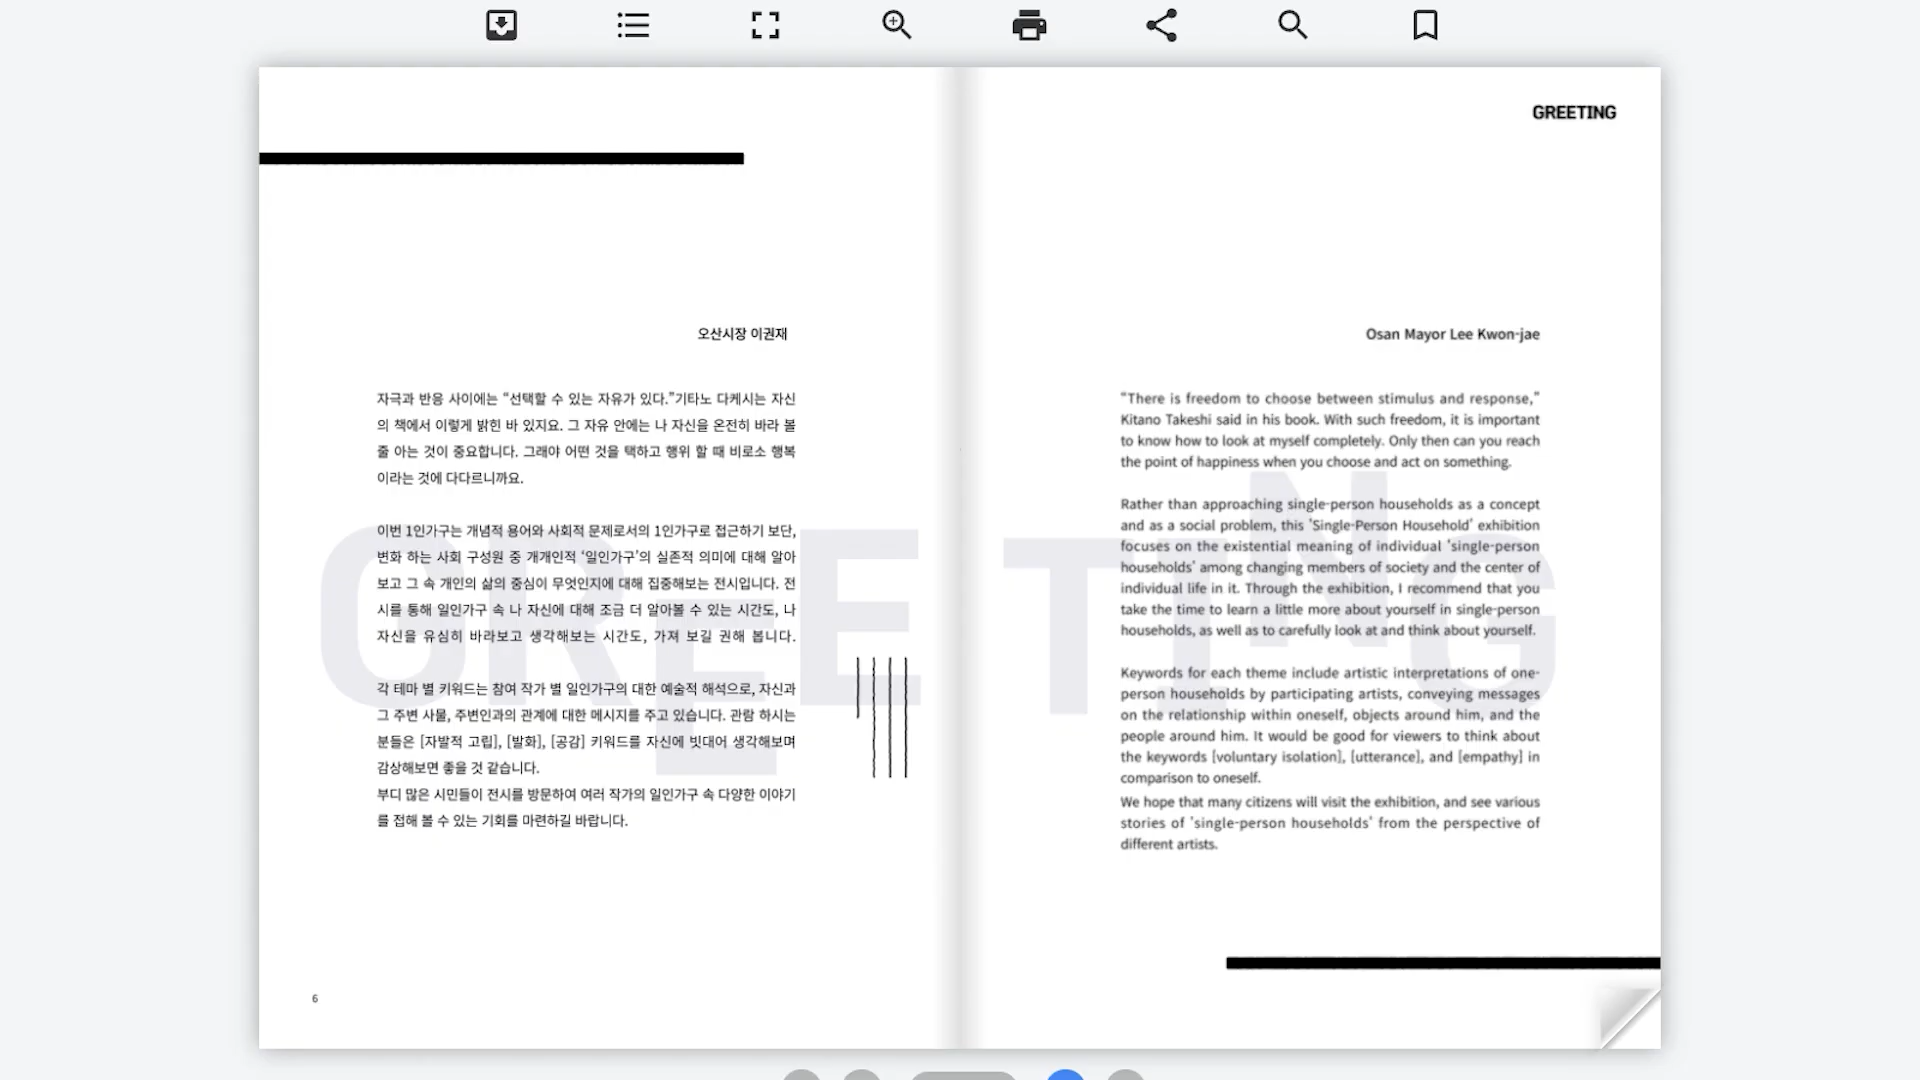 오산시장 이권재
자극과 반응 사이에는 “선택할 수 있는 자유가 있다.”기타노 다케시는 자신
의 책에서 이렇게 밝힌 바 있지요. 그 자유 안에는 나 자신을 온전히 바라 볼
줄 아는 것이 중요합니다. 그래야 어떤 것을 택하고 행위 할 때 비로소 행복
이라는 것에 다다르니까요.
이번 1인가구는 개념적 용어와 사회적 문제로서의 1인가구로 접근하기 보단,
변화 하는 사회 구성원 중 개개인적 ‘일인가구’의 실존적 의미에 대해 알아
보고 그 속 개인의 삶의 중심이 무엇인지에 대해 집중해보는 전시입니다. 전
시를 통해 일인가구 속 나 자신에 대해 조금 더 알아볼 수 있는 시간도, 나
자신을 유심히 바라보고 생각해보는 시간도, 가져 보길 권해 봅니다.
각 테마 별 키워드는 참여 작가 별 일인가구의 대한 예술적 해석으로, 자신과
그 주변 사물, 주변인과의 관계에 대한 메시지를 주고 있습니다. 관람 하시는
분들은 [자발적 고립], [발화], [공감] 키워드를 자신에 빗대어 생각해보며
감상해보면 좋을 것 같습니다.
부디 많은 시민들이 전시를 방문하여 여러 작가의 일인가구 속 다양한 이야기
를 접해 볼 수 있는 기회를 마련하길 바랍니다.
6
GREETING
GREETING
Osan Mayor Lee Kwon-jae
“There is freedom to choose between stimulus and response,”
Kitano Takeshi said in his book. With such freedom, it is important
to know how to look at myself completely. Only then can you reach
the point of happiness when you choose and act on something.
Rather than approaching single-person households as a concept
and as a social problem, this 'Single-Person Household' exhibition
focuses on the existential meaning of individual 'single-person
households' among changing members of society and the center of
individual life in it. Through the exhibition, I recommend that you
take the time to learn a little more about yourself in single-person
households, as well as to carefully look at and think about yourself.
Keywords for each theme include artistic interpretations of one-
person households by participating artists, conveying messages
on the relationship within oneself, objects around him, and the
people around him. It would be good for viewers to think about
the keywords [voluntary isolation], [utterance], and [empathy] in
comparison to oneself.
We hope that many citizens will visit the exhibition, and see various
stories of 'single-person households' from the perspective of
different artists.